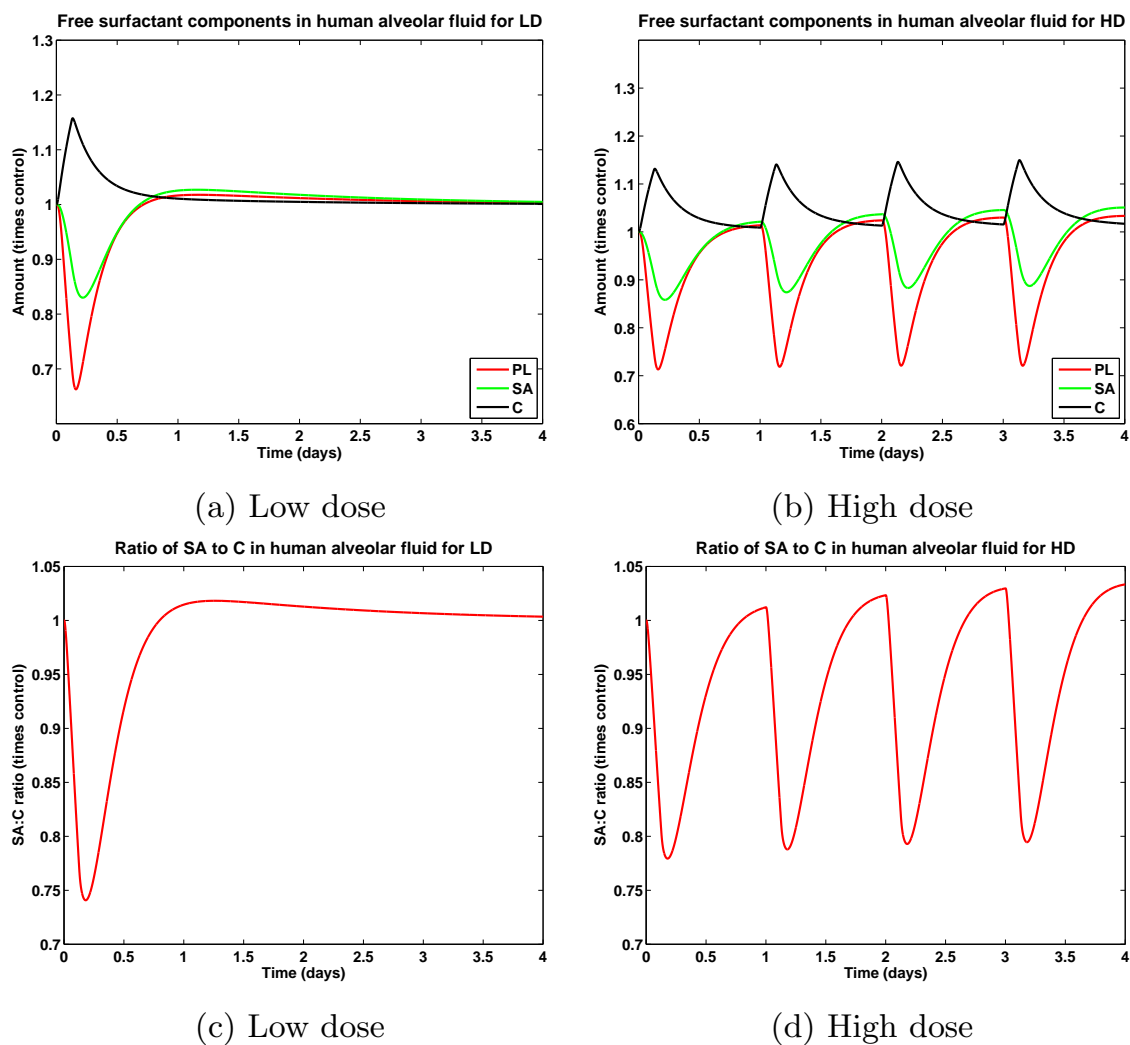 Free surfactant components in human alveolar fluid for LD
1.3
1.2
1.1
1
0.9
0.8
0.7
Amount (times control)
PL
SA
C
0 0.5 1 1.5 2 2.5 3 3.5 4
Time (days)
(a) Low dose
Free surfactant components in human alveolar fluid for HD
1.3
1.2
1.1
1
0.9
0.8
0.7
0.6
Amount (times control)
PL
SA
C
0 0.5 1 1.5 2 2.5 3 3.5 4
Time (days)
(b) High dose
Ratio of SA to C in human alveolar fluid for LD
1.05
1
0.95
0.9
0.85
0.8
0.75
0.7
SA:C ratio (times control)
0 0.5 1 1.5 2 2.5 3 3.5 4
Time (days)
(c) Low dose
Ratio of SA to C in human alveolar fluid for HD
1.05
1
0.95
0.9
0.85
0.8
0.75
0.7
SA:C ratio (times control)
0 0.5 1 1.5 2 2.5 3 3.5 4
Time (days)
(d) High dose